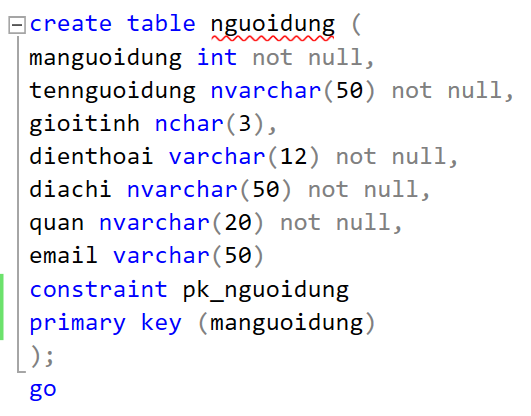 create table nguoidung (
manguoidung int not null,
tennguoidung nvarchar(50) not null,
gioitinh nchar(3),
dienthoai varchar(12) not null,
diachi nvarchar(50) not null,
quan nvarchar(20) not null,
email varchar(50)
constraint pk_nguoidung
primary key (manguoidung)
);
go